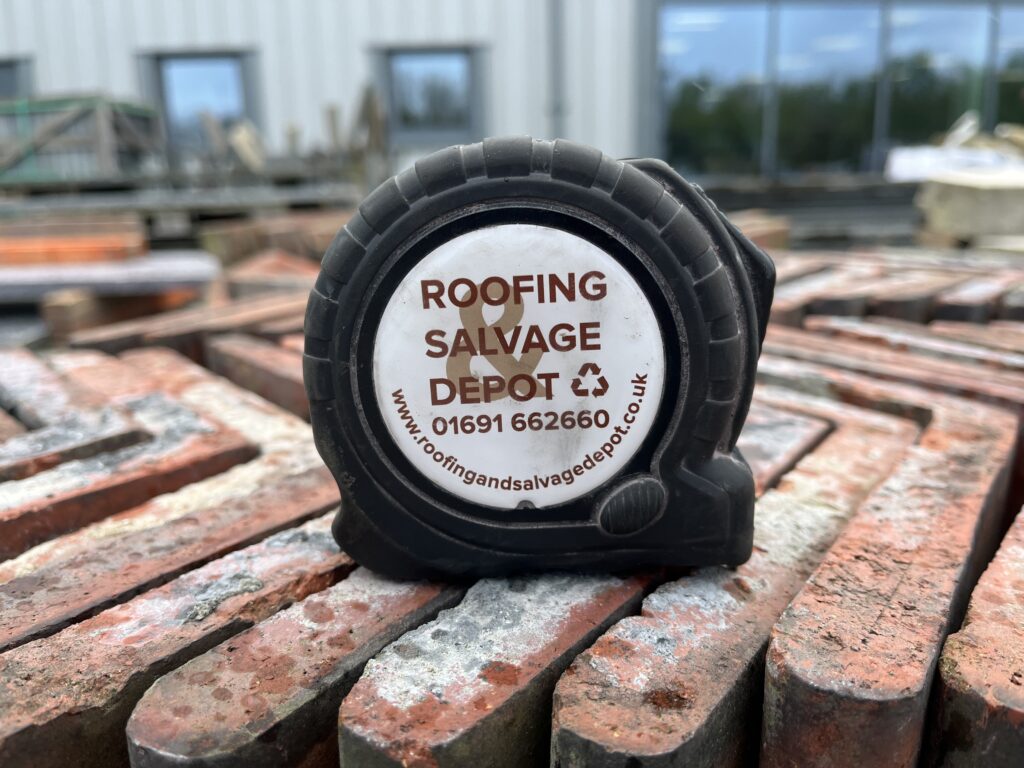 ROOFING
&
SALVAGE
DEPOT
01691 662660
www.roofingandsalvagedepot.co.uk